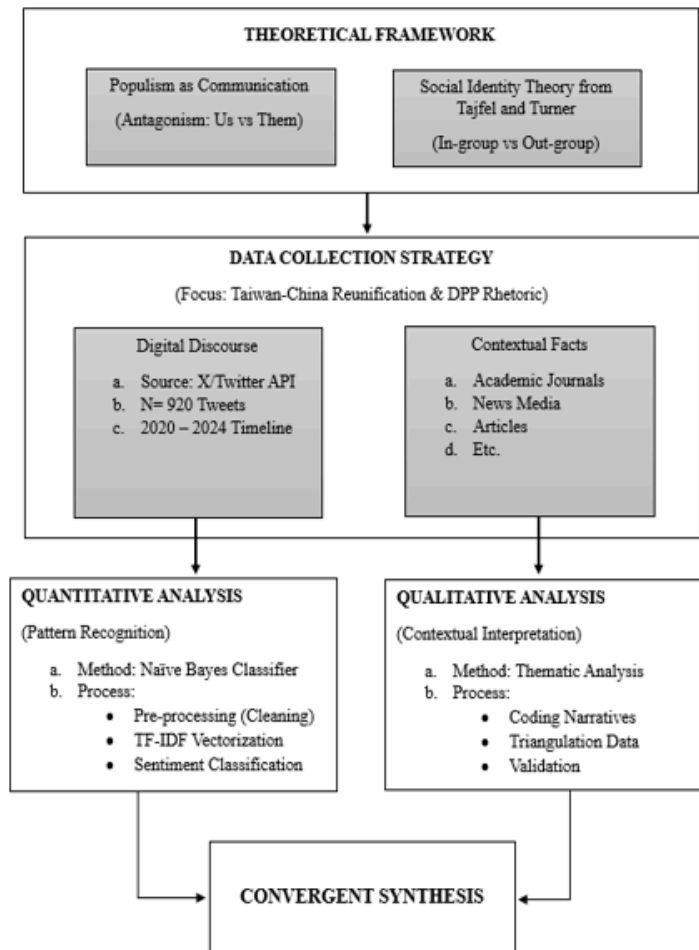 THEORETICAL FRAMEWORK
Populism as Communication
(Antagonism: Us vs Them)
Social Identity Theory from
Tajfel and Turner
(In-group vs Out-group)
DATA COLLECTION STRATEGY
(Focus: Taiwan-China Reunification & DPP Rhetoric)
Digital Discourse
a. Source: X/Twitter API
b. N= 920 Tweets
c. 2020 – 2024 Timeline
Contextual Facts
a. Academic Journals
b. News Media
c. Articles
d. Etc.
QUANTITATIVE ANALYSIS
(Pattern Recognition)
a. Method: Naïve Bayes Classifier
b. Process:
• Pre-processing (Cleaning)
• TF-IDF Vectorization
• Sentiment Classification
QUALITATIVE ANALYSIS
(Contextual Interpretation)
a. Method: Thematic Analysis
b. Process:
• Coding Narratives
• Triangulation Data
• Validation
CONVERGENT SYNTHESIS